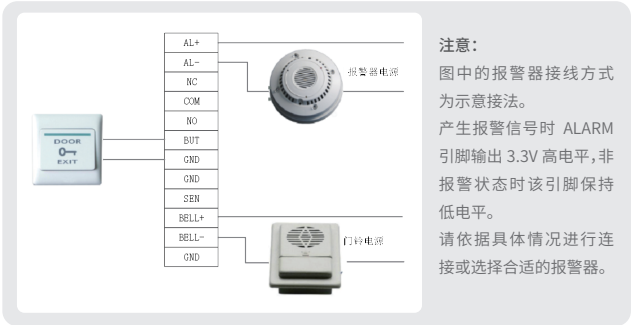 AL+
AL-
NC
COM
NO
BUT
GND
GND
SEN
BELL+
BELL-
GND
DOOR
EXIT
报警器电源
门铃电源
注意：
图中的报警器接线方式
为示意接法。
产生报警信号时 ALARM
引脚输出 3.3V 高电平，非
报警状态时该引脚保持
低电平。
请依据具体情况进行连
接或选择合适的报警器。